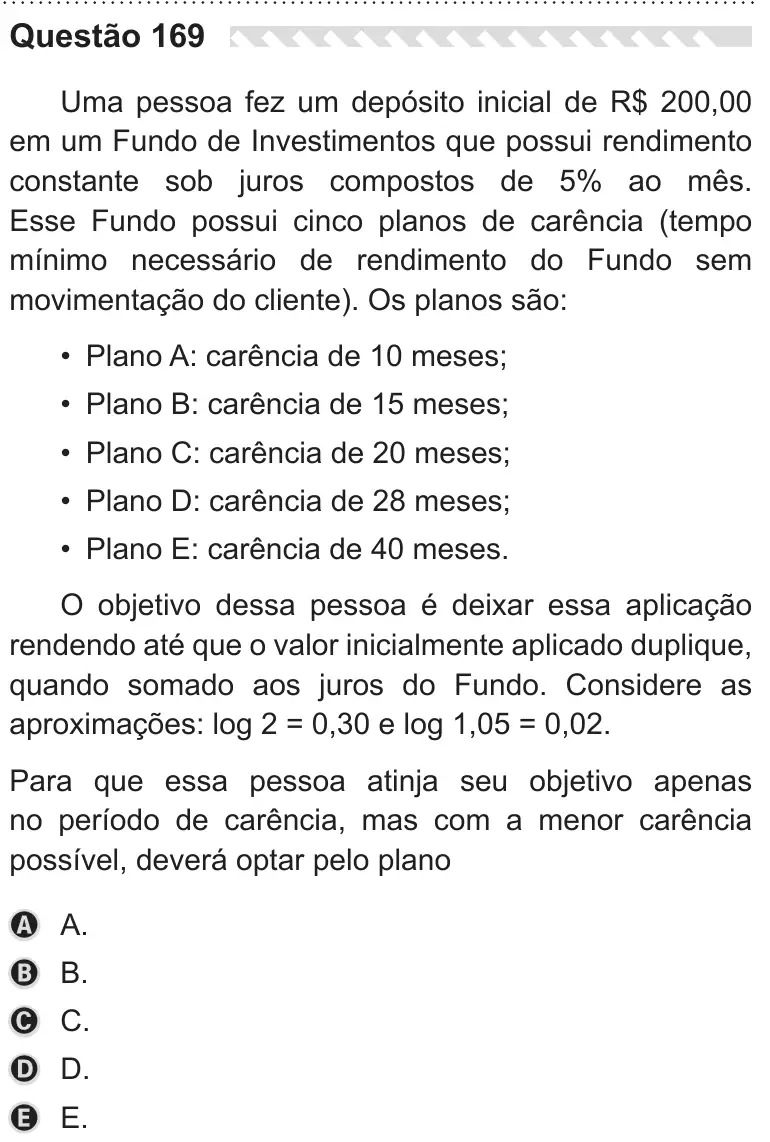 Questão 169
Uma pessoa fez um depósito inicial de R$ 200,00
em um Fundo de Investimentos que possui rendimento
constante sob juros compostos de 5% ao mês.
Esse Fundo possui cinco planos de carência (tempo
mínimo necessário de rendimento do Fundo sem
movimentação do cliente). Os planos são:
• Plano A: carência de 10 meses;
• Plano B: carência de 15 meses;
• Plano C: carência de 20 meses;
• Plano D: carência de 28 meses;
• Plano E: carência de 40 meses.
O objetivo dessa pessoa é deixar essa aplicação
rendendo até que o valor inicialmente aplicado duplique,
quando somado aos juros do Fundo. Considere as
aproximações: log 2 = 0,30 e log 1,05 = 0,02.
Para que essa pessoa atinja seu objetivo apenas
no período de carência, mas com a menor carência
possível, deverá optar pelo plano
A A.
B B.
C C.
D D.
E E.